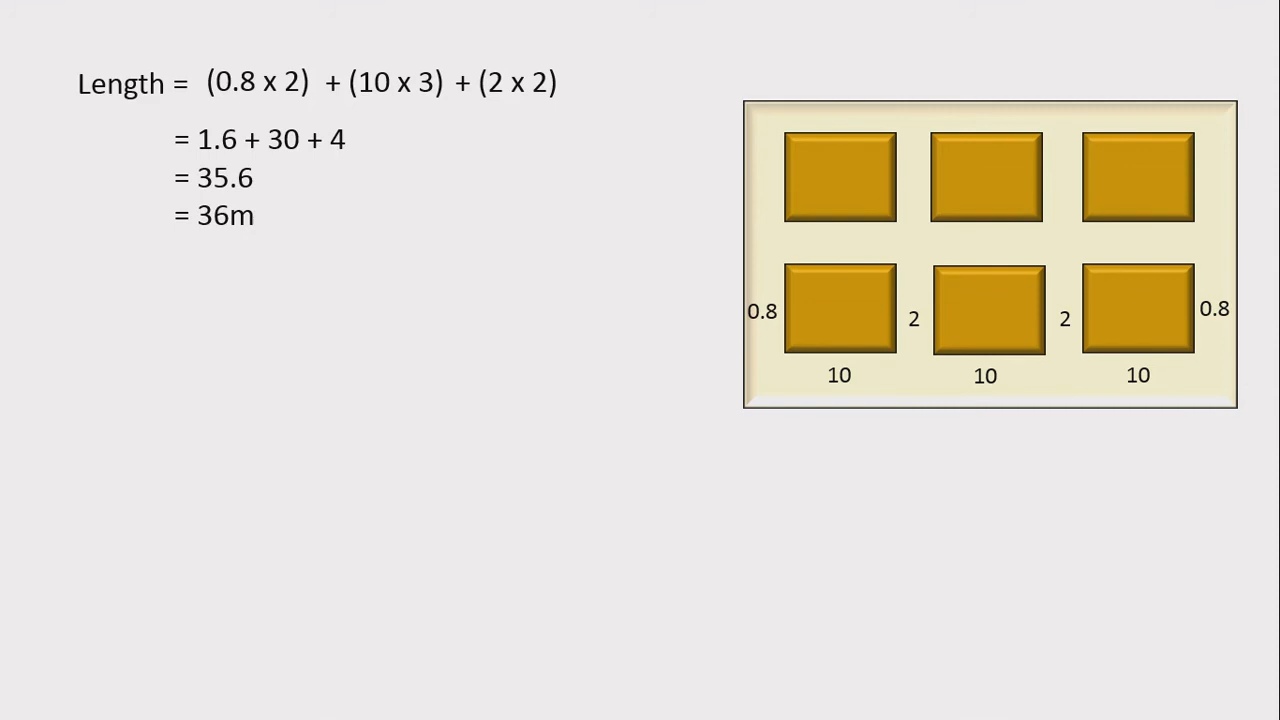 Length = (0.8 x 2) + (10 x 3) + (2 x 2)
= 1.6 + 30 + 4
= 35.6
= 36m
0.8 2 2 0.8
10 10 10